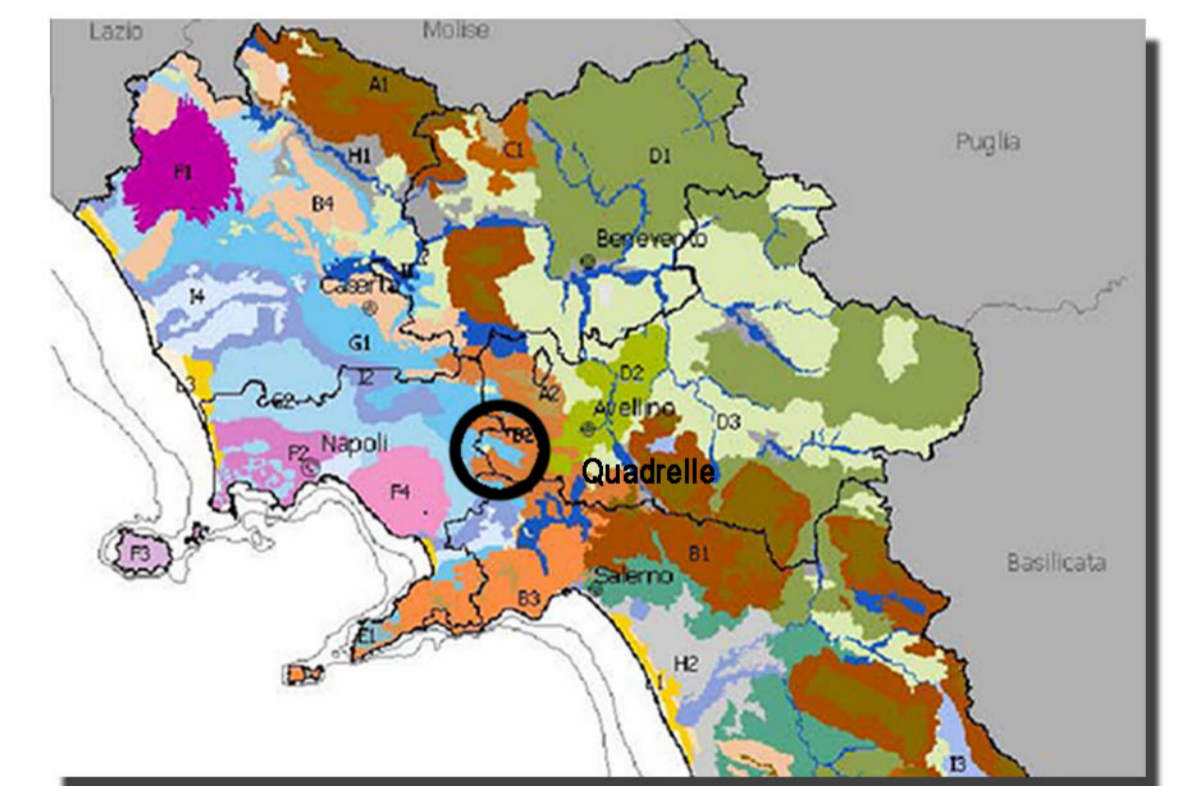 Lazio
Molise
Puglia
Basilicata
A1
H1
C1
D1
F1
B4
Benevento
Caserta
I4
G1
I2
A2
D2
Avellino
D3
G2
B2
Napoli
F2
Quadrelle
F4
F3
B1
Salerno
B3
E1
H2
I3